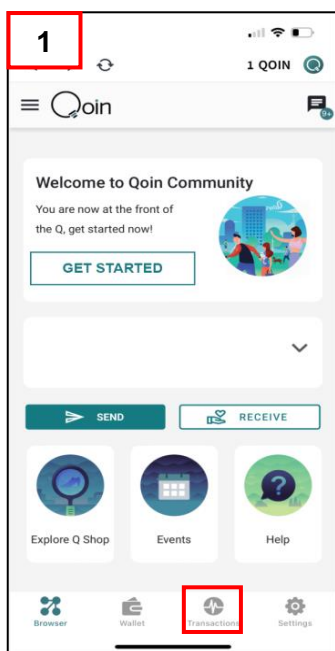 1
1 QOIN
Qoin
9+
Welcome to Qoin Community
You are now at the front of
the Q, get started now!
GET STARTED
SEND
RECEIVE
Explore Q Shop
Events
Help
Browser
Wallet
Transactions
Settings